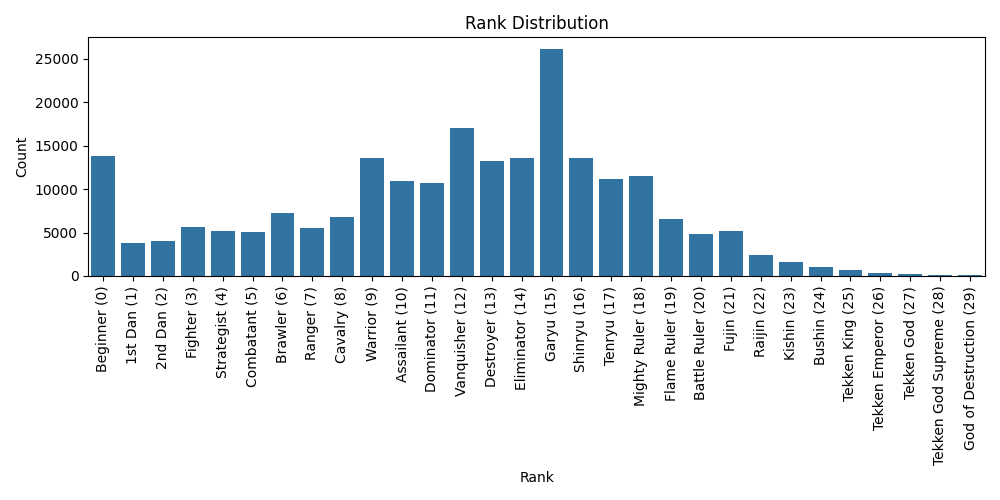 Rank Distribution
Count
25000
20000
15000
10000
5000
0
Beginner (0)
1st Dan (1)
2nd Dan (2)
Fighter (3)
Strategist (4)
Combatant (5)
Brawler (6)
Ranger (7)
Cavalry (8)
Warrior (9)
Assailant (10)
Dominator (11)
Vanquisher (12)
Destroyer (13)
Eliminator (14)
Garyu (15)
Shinryu (16)
Tenryu (17)
Mighty Ruler (18)
Flame Ruler (19)
Battle Ruler (20)
Fujin (21)
Raijin (22)
Kishin (23)
Bushin (24)
Tekken King (25)
Tekken Emperor (26)
Tekken God (27)
Tekken God Supreme (28)
God of Destruction (29)
Rank